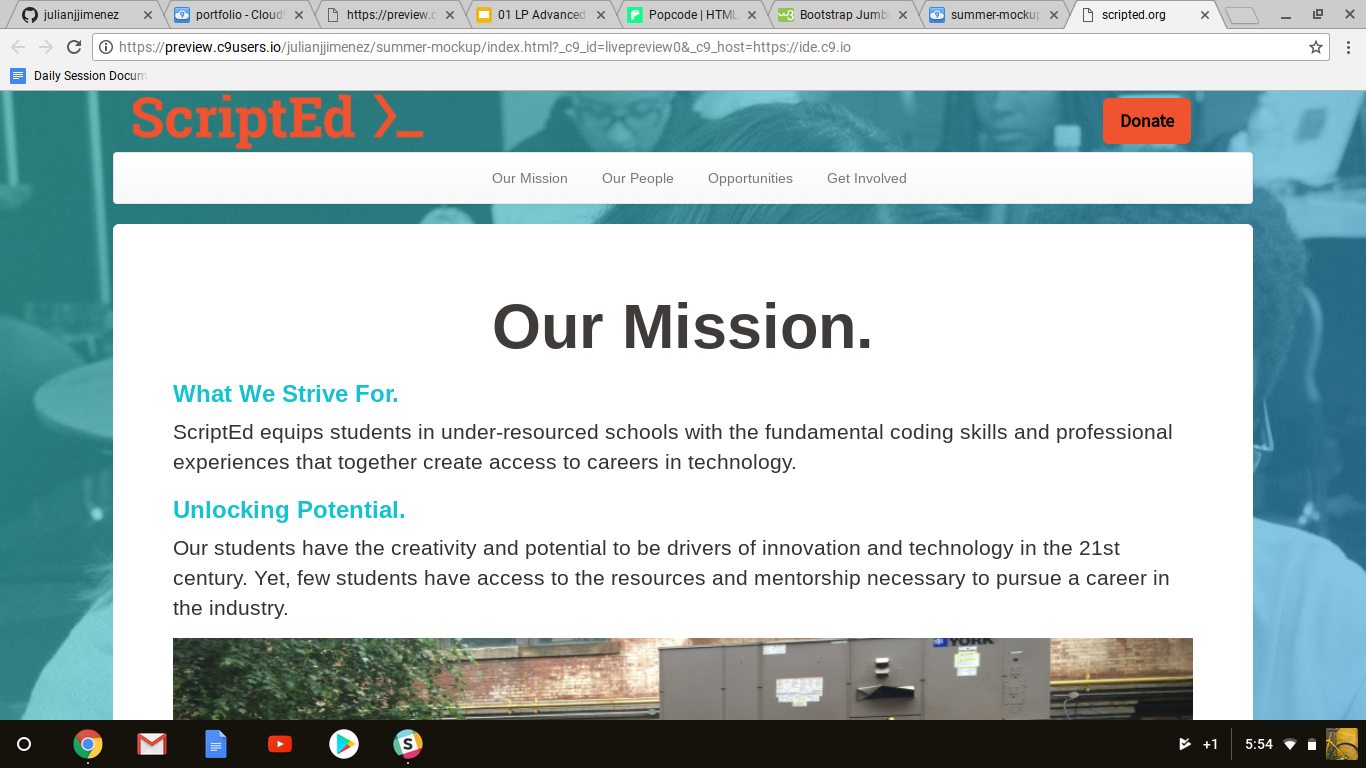 julianjjimenez
portfolio - Cloud
https://preview.c
01 LP Advanced
Popcode | HTML
Bootstrap Jumb
summer-mockup
scripted.org
https://preview.c9users.io/julianjjimenez/summer-mockup/index.html?_c9_id=livepreview0&_c9_host=https://ide.c9.io
Daily Session Docum
ScriptEd >_
Donate
Our Mission Our People Opportunities Get Involved
Our Mission.
What We Strive For.
ScriptEd equips students in under-resourced schools with the fundamental coding skills and professional
experiences that together create access to careers in technology.
Unlocking Potential.
Our students have the creativity and potential to be drivers of innovation and technology in the 21st
century. Yet, few students have access to the resources and mentorship necessary to pursue a career in
the industry.
YORK
+1 5:54